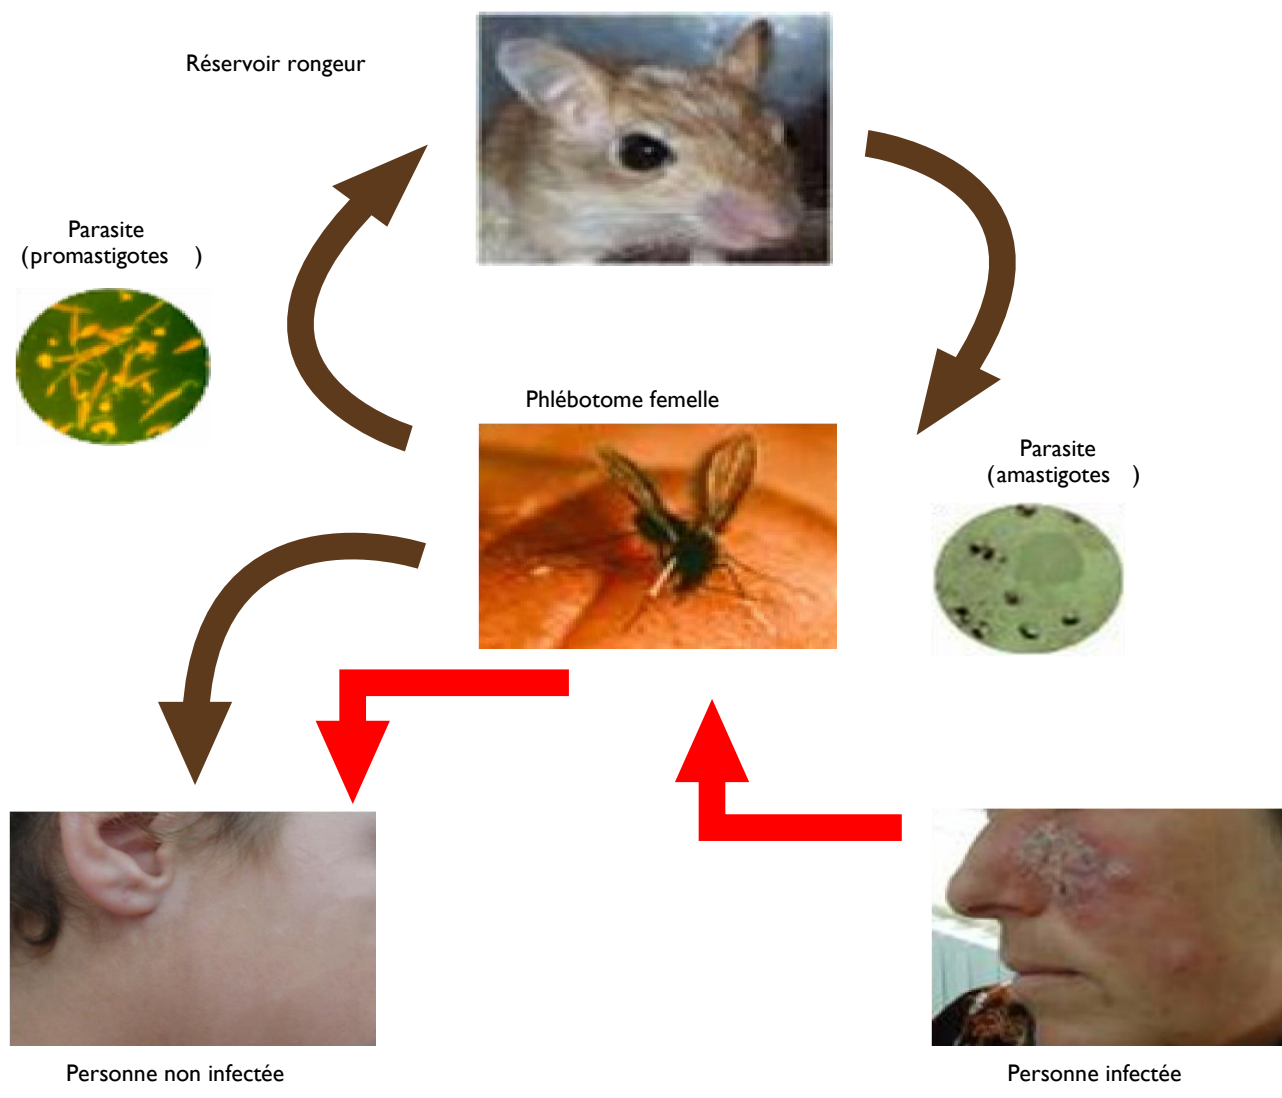 Réservoir rongeur
Parasite
(promastigotes )
Phlébotome femelle
Parasite
(amastigotes )
Personne non infectée
Personne infectée